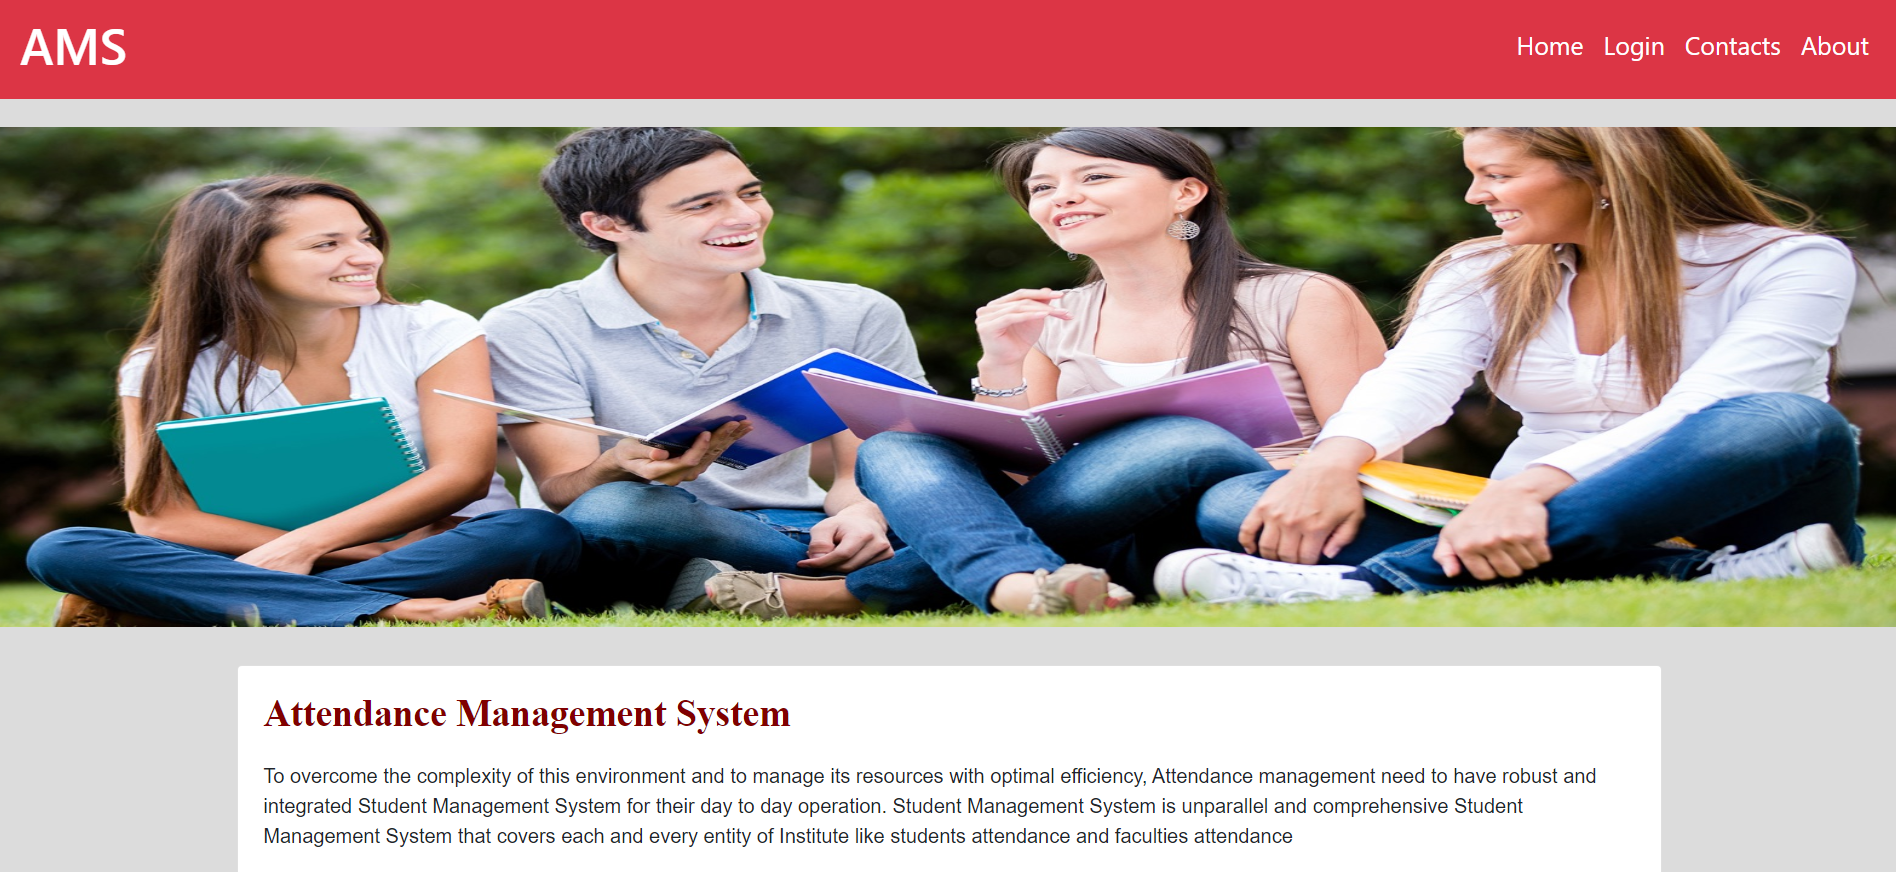 AMS
Home Login Contacts About
Attendance Management System
To overcome the complexity of this environment and to manage its resources with optimal efficiency, Attendance management need to have robust and
integrated Student Management System for their day to day operation. Student Management System is unparallel and comprehensive Student
Management System that covers each and every entity of Institute like students attendance and faculties attendance